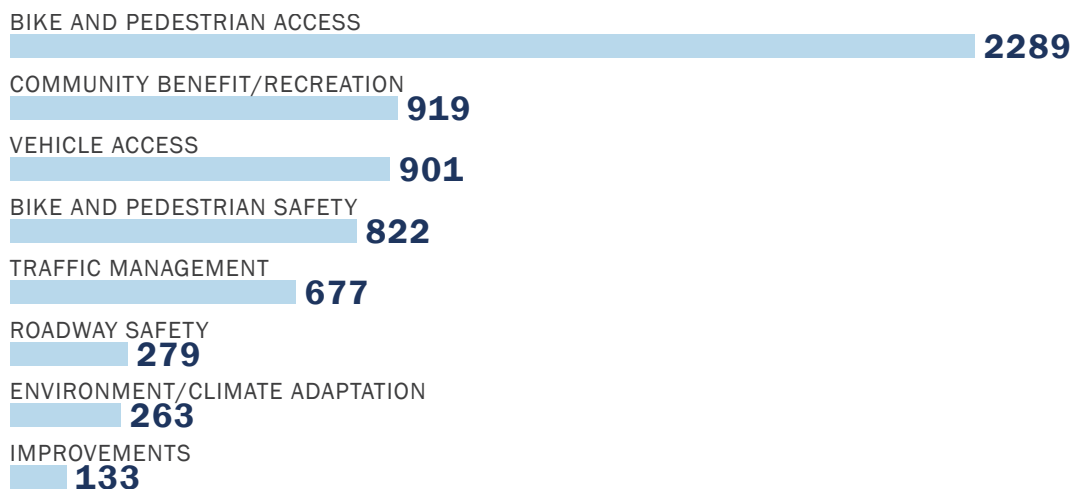 BIKE AND PEDESTRIAN ACCESS
2289
COMMUNITY BENEFIT/RECREATION
919
VEHICLE ACCESS
901
BIKE AND PEDESTRIAN SAFETY
822
TRAFFIC MANAGEMENT
677
ROADWAY SAFETY
279
ENVIRONMENT/CLIMATE ADAPTATION
263
IMPROVEMENTS
133